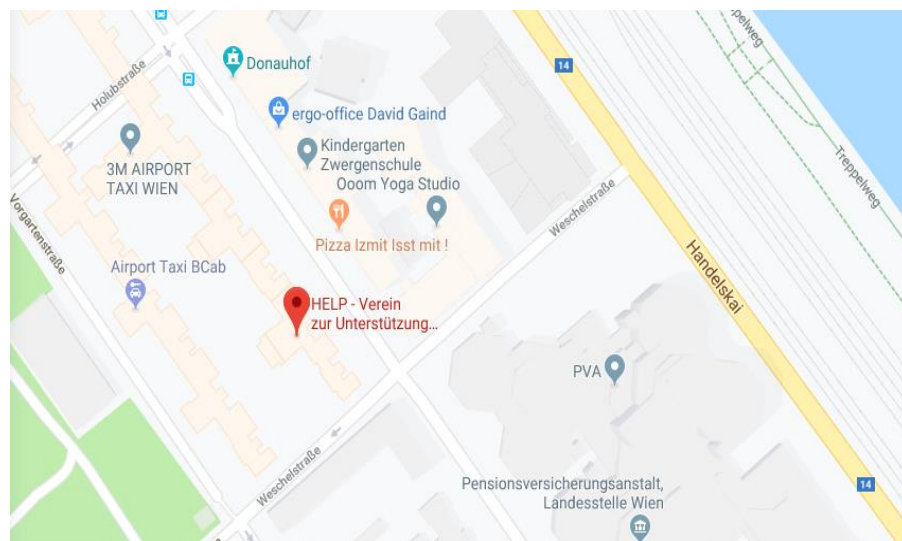 Treppelweg
Donauhof
14
Holubstraße
ergo-office David Gaind
Kindergarten
Zwergenschule
Ooom Yoga Studio
3M AIRPORT
TAXI WIEN
Treppelweg
Vorgartenstraße
Weschelstraße
Pizza Izmit Isst mit !
Handelskai
Airport Taxi BCab
HELP - Verein
zur Unterstützung...
PVA
Weschelstraße
Pensionsversicherungsanstalt,
Landesstelle Wien
14